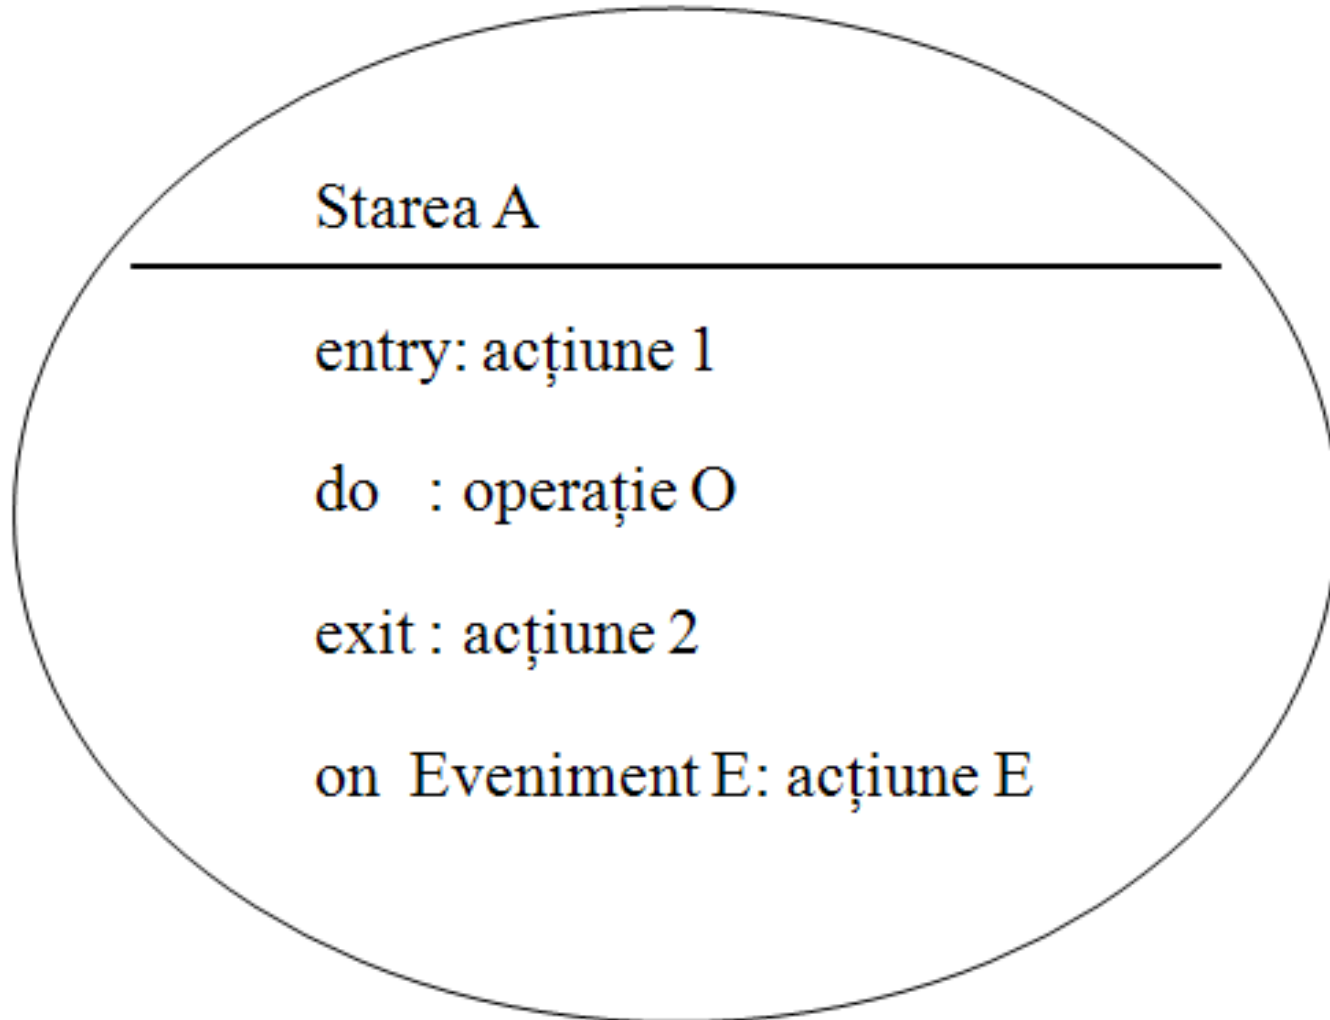 Starea A
entry: acțiune 1
do : operație O
exit : acțiune 2
on Eveniment E: acțiune E